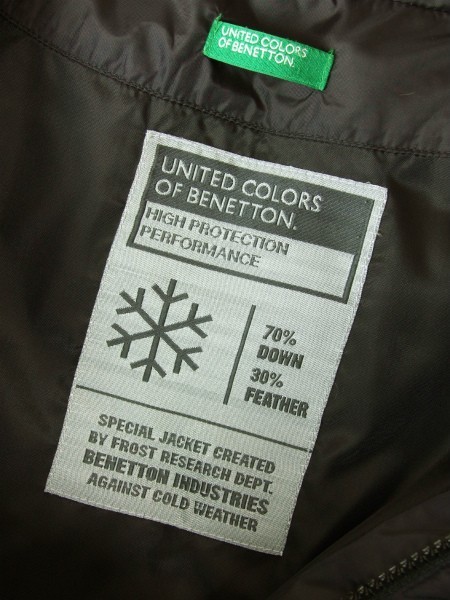 UNITED COLORS
OF BENETTON.
UNITED COLORS
OF BENETTON.
HIGH PROTECTION
PERFORMANCE
70%
DOWN
30%
FEATHER
SPECIAL JACKET CREATED
BY FROST RESEARCH DEPT.
BENETTON INDUSTRIES
AGAINST COLD WEATHER